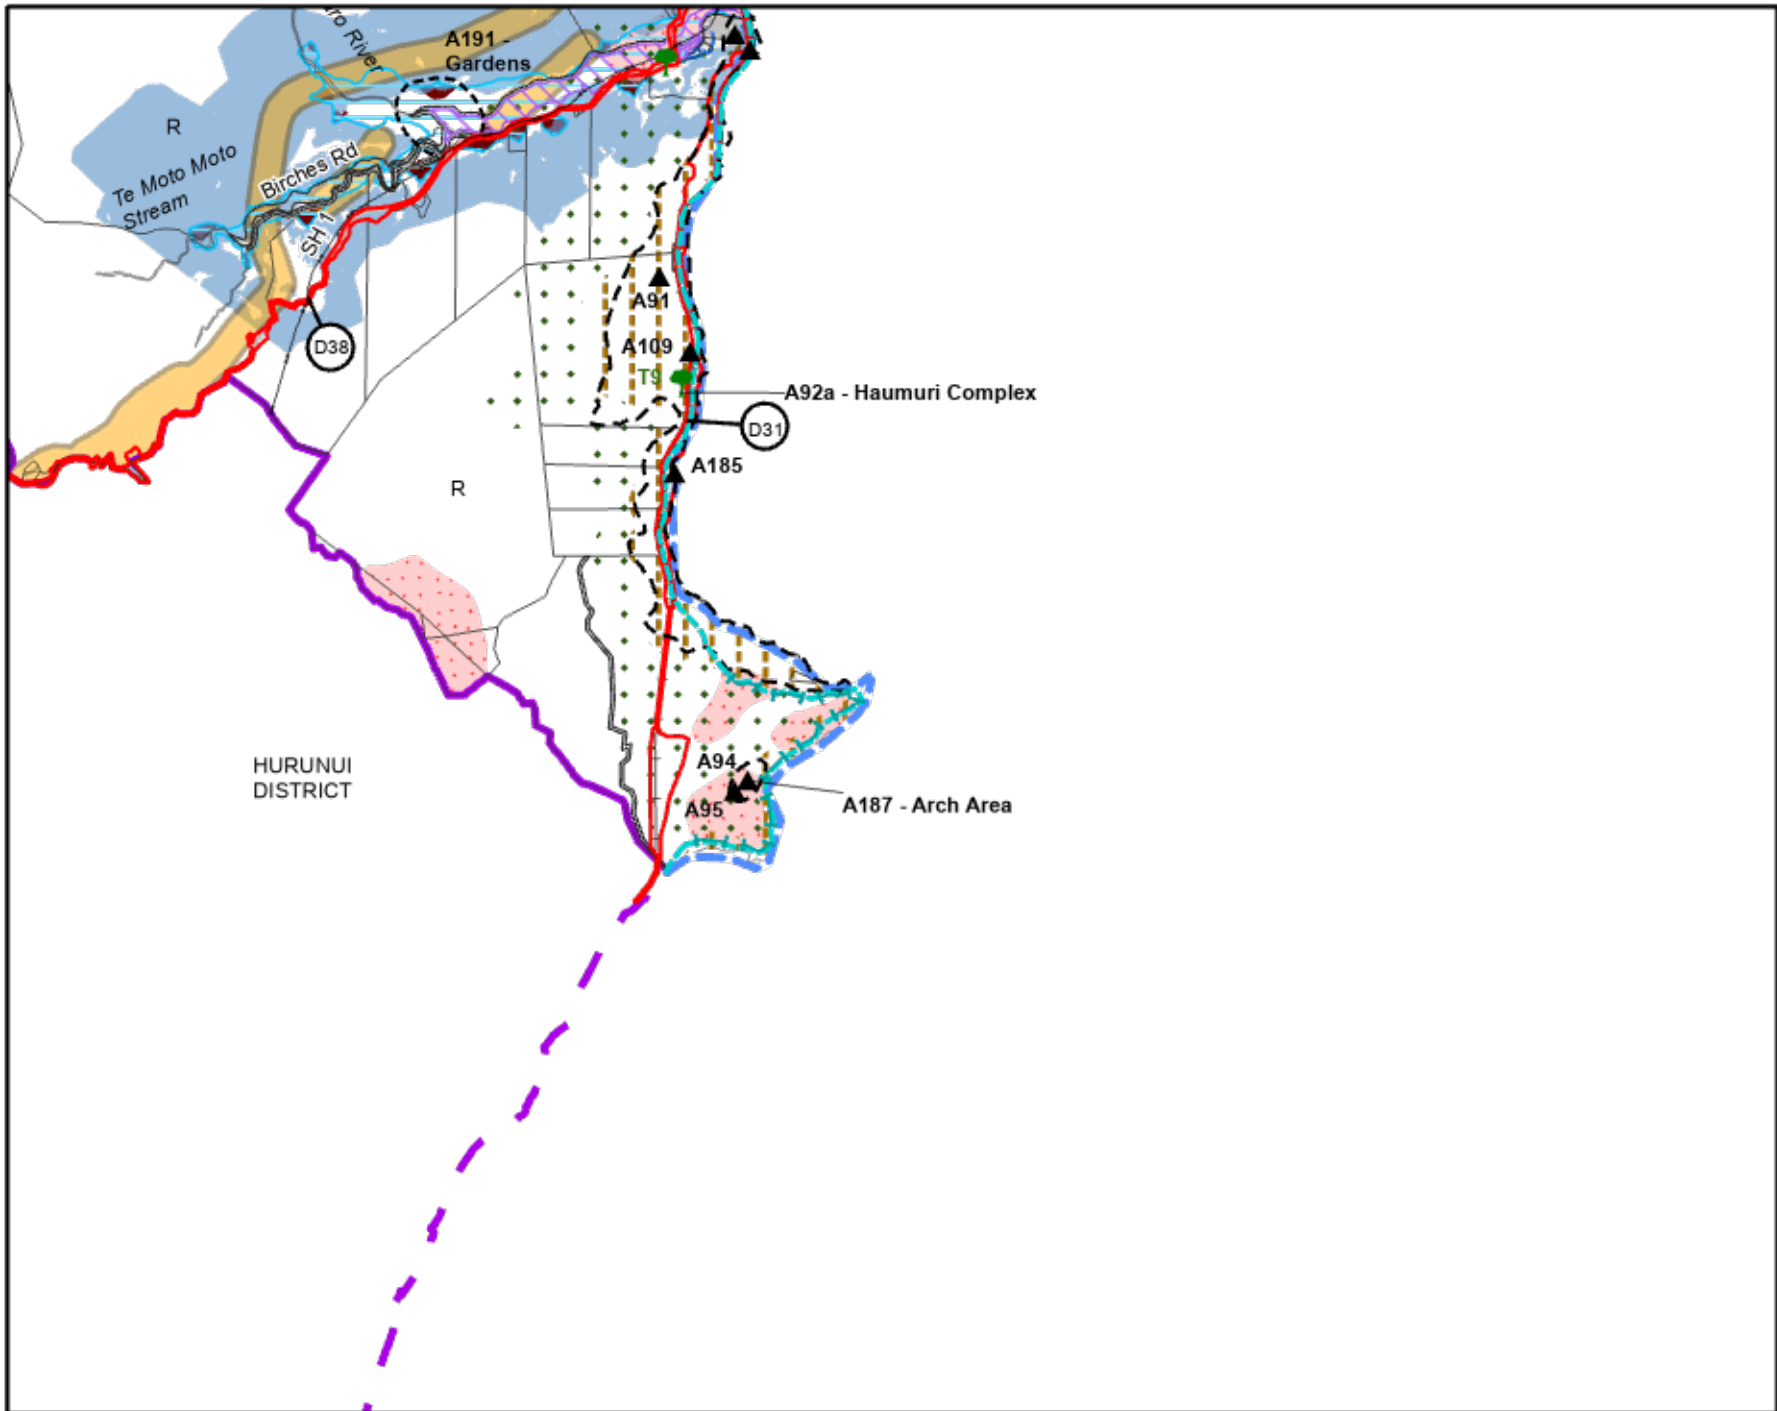 River
A191 -
Gardens
R
Te Moto Moto
Stream
Birches Rd
SH 1
D38
A91
A109
T9
A92a - Haumuri Complex
D31
A185
R
HURUNUI
DISTRICT
A94
A95
A187 - Arch Area